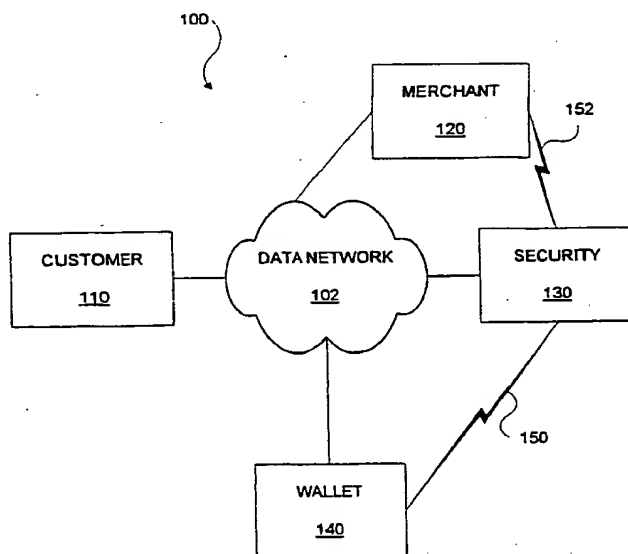 100
MERCHANT
120
152
CUSTOMER
110
DATA NETWORK
102
SECURITY
130
150
WALLET
140